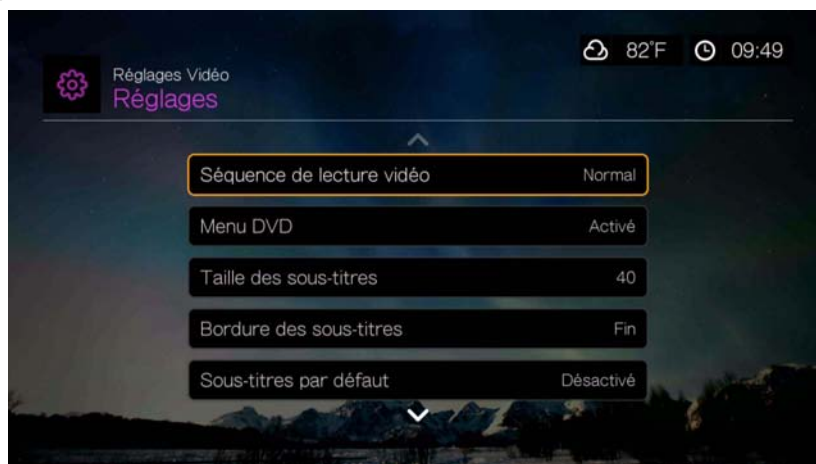 82°F 09:49
Réglages Vidéo
Réglages
Séquence de lecture vidéo Normal
Menu DVD Activé
Taille des sous-titres 40
Bordure des sous-titres Fin
Sous-titres par défaut Désactivé